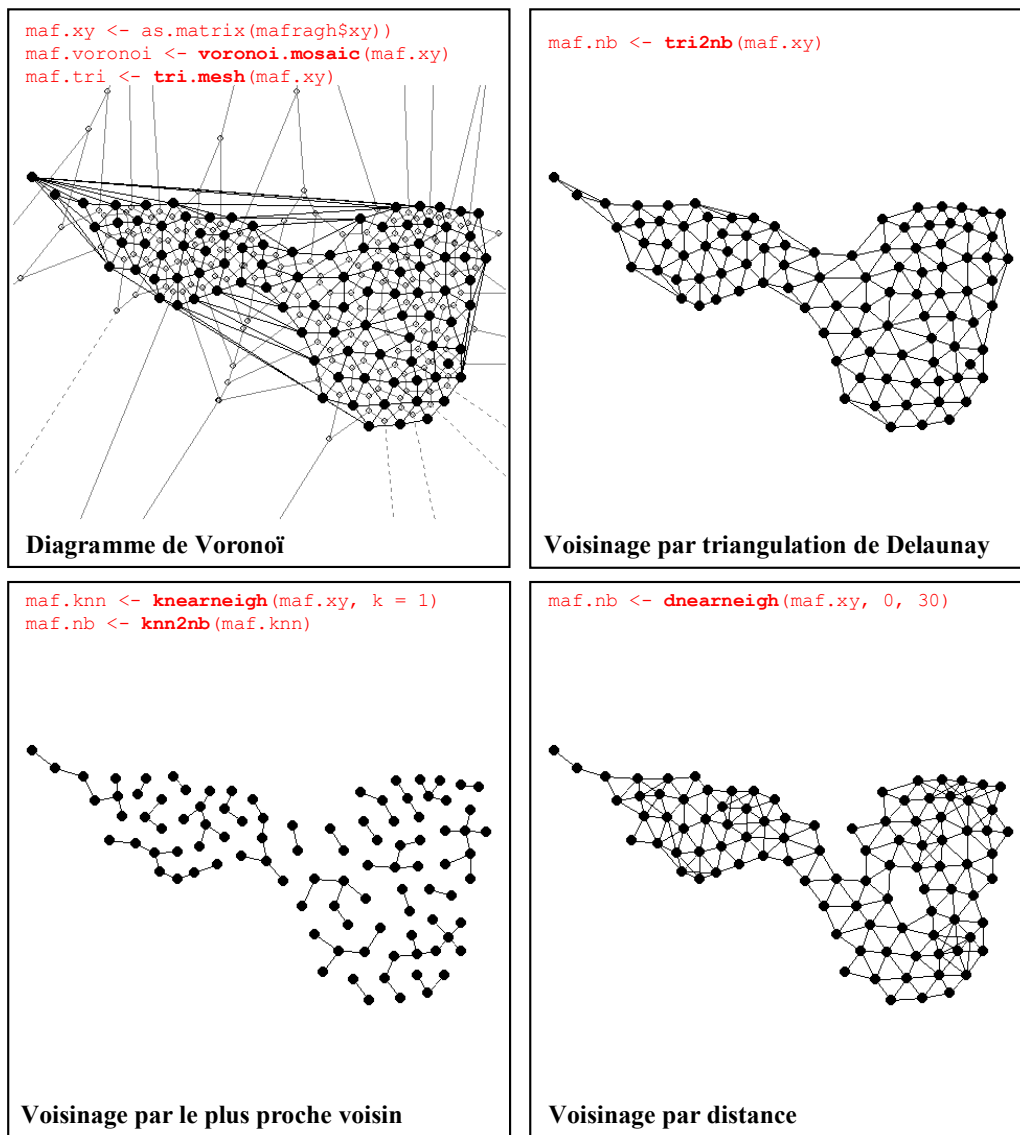 maf.xy <- as.matrix(mafragh$xy))
maf.voronoi <- voronoi.mosaic(maf.xy)
maf.tri <- tri.mesh(maf.xy)
Diagramme de Voronoï
maf.nb <- tri2nb(maf.xy)
Voisinage par triangulation de Delaunay
maf.knn <- knearneigh(maf.xy, k = 1)
maf.nb <- knn2nb(maf.knn)
Voisinage par le plus proche voisin
maf.nb <- dnearneigh(maf.xy, 0, 30)
Voisinage par distance